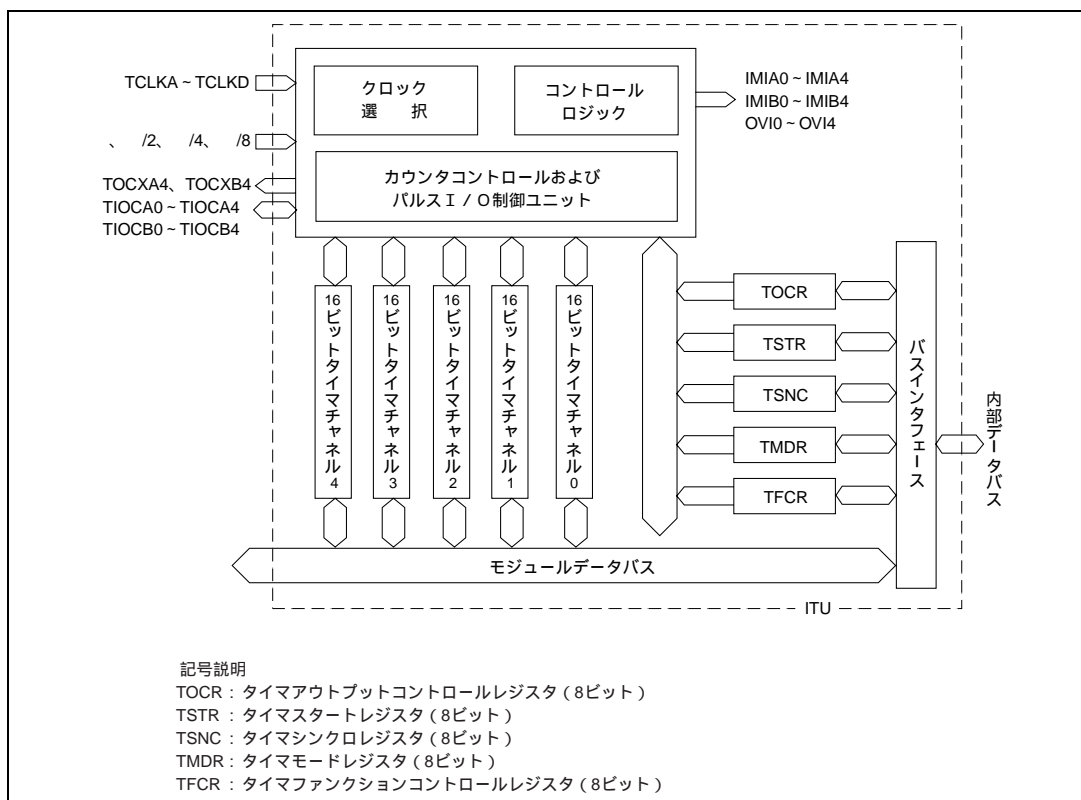 TCLKA ~ TCLKD
、 /2、 /4、 /8
TOCXA4、TOCXB4
TIOCA0 ~ TIOCA4
TIOCB0 ~ TIOCB4
クロック
選 択
コントロール
ロジック
カウンタコントロールおよび
パルスＩ／Ｏ制御ユニット
IMIA0 ~ IMIA4
IMIB0 ~ IMIB4
OVI0 ~ OVI4
16ビットタイマチャネル4
16ビットタイマチャネル3
16ビットタイマチャネル2
16ビットタイマチャネル1
16ビットタイマチャネル0
TOCR
TSTR
TSNC
TMDR
TFCR
バスインタフェース
内部データバス
モジュールデータバス
ITU
記号説明
TOCR : タイマアウトプットコントロールレジスタ（8ビット）
TSTR : タイマスタートレジスタ（8ビット）
TSNC : タイマシンクロレジスタ（8ビット）
TMDR : タイマモードレジスタ（8ビット）
TFCR : タイマファンクションコントロールレジスタ（8ビット）